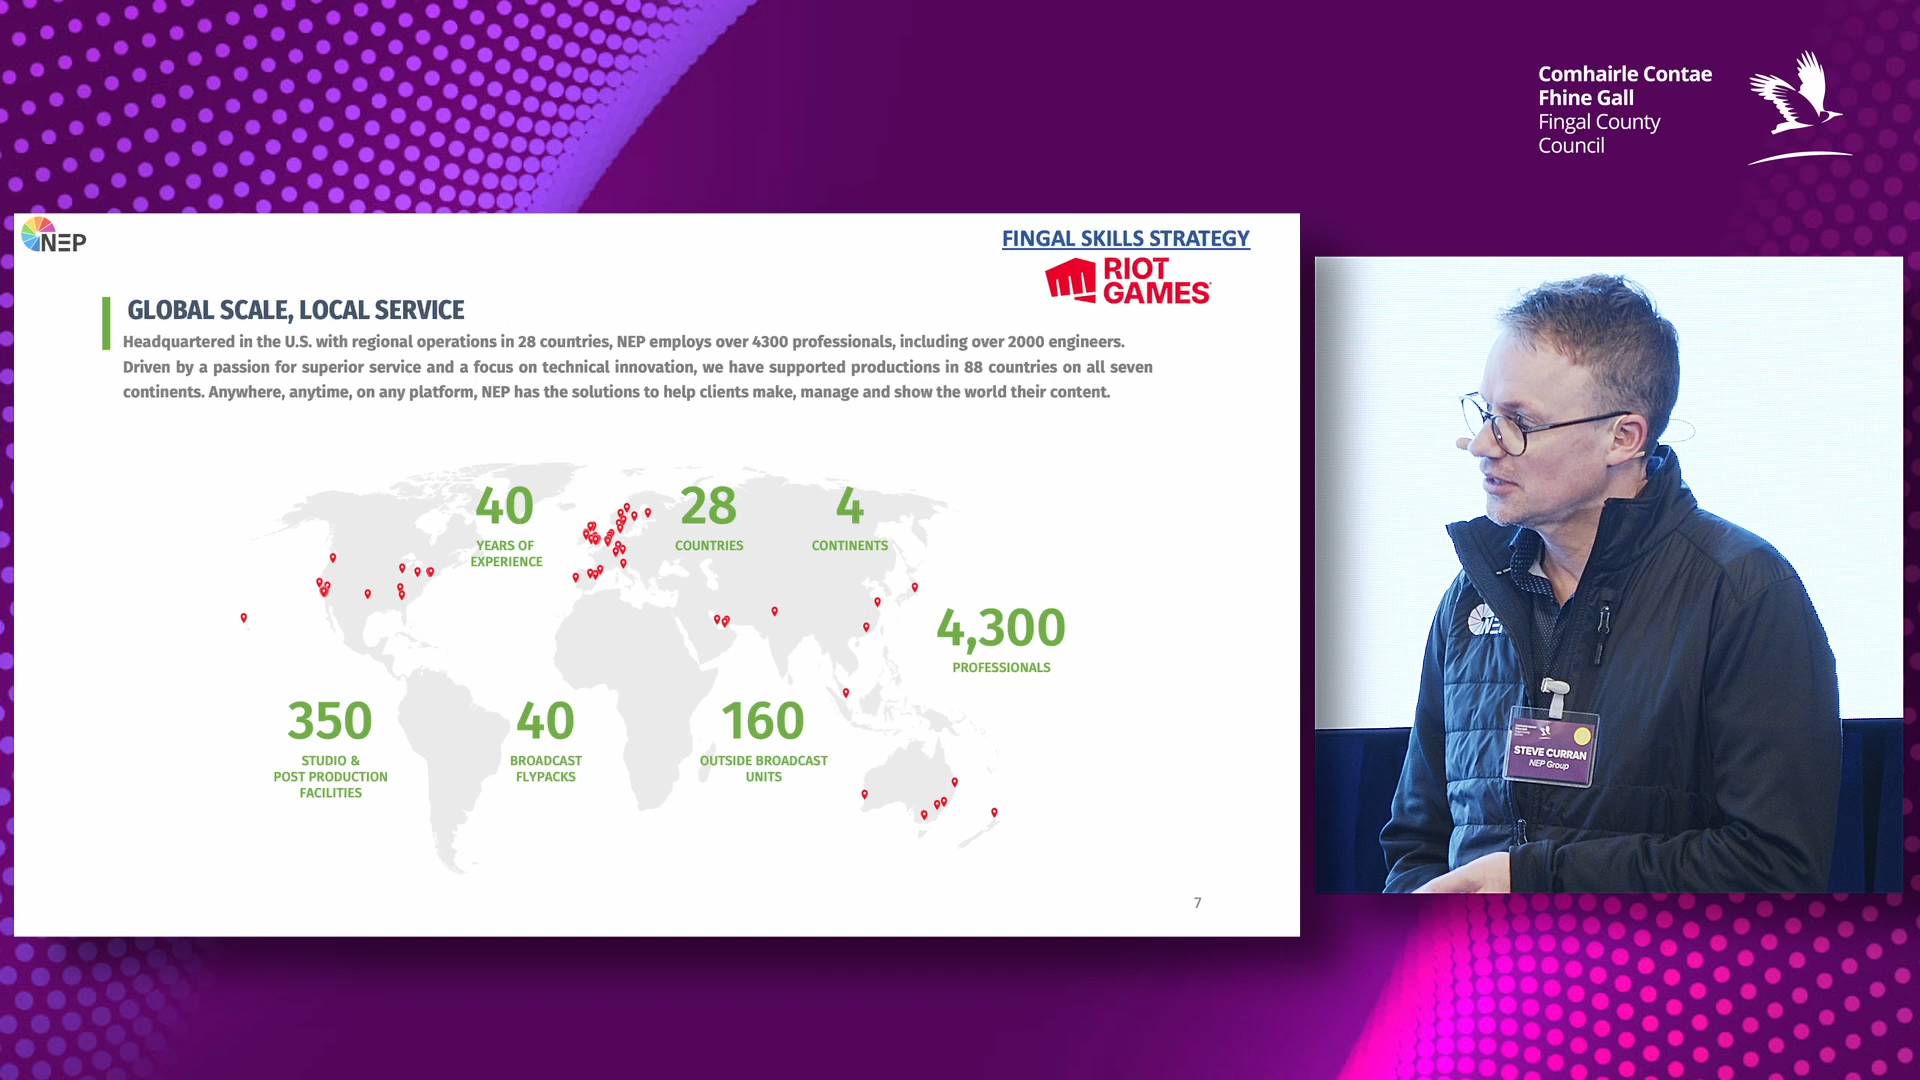 Comhairle Contae
Fhine Gall
Fingal County
Council
NEP
FINGAL SKILLS STRATEGY
RIOT
GAMES
GLOBAL SCALE, LOCAL SERVICE
Headquartered in the U.S. with regional operations in 28 countries, NEP employs over 4300 professionals, including over 2000 engineers.
Driven by a passion for superior service and a focus on technical innovation, we have supported productions in 88 countries on all seven
continents. Anywhere, anytime, on any platform, NEP has the solutions to help clients make, manage and show the world their content.
40
YEARS OF
EXPERIENCE
28
COUNTRIES
4
CONTINENTS
4,300
PROFESSIONALS
350
STUDIO &
POST PRODUCTION
FACILITIES
40
BROADCAST
FLYPACKS
160
OUTSIDE BROADCAST
UNITS
7
NEP
STEVE CURRAN
NEP Group